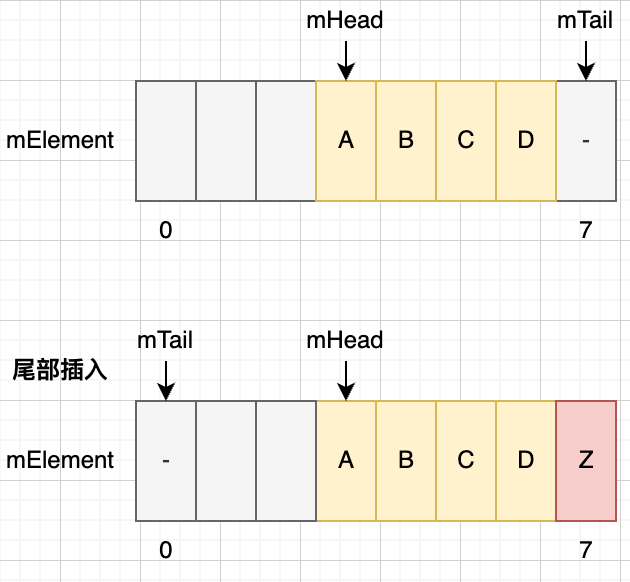 mHead mTail
mElement A B C D -
0 7
mTail mHead
尾部插入
mElement - A B C D Z
0 7